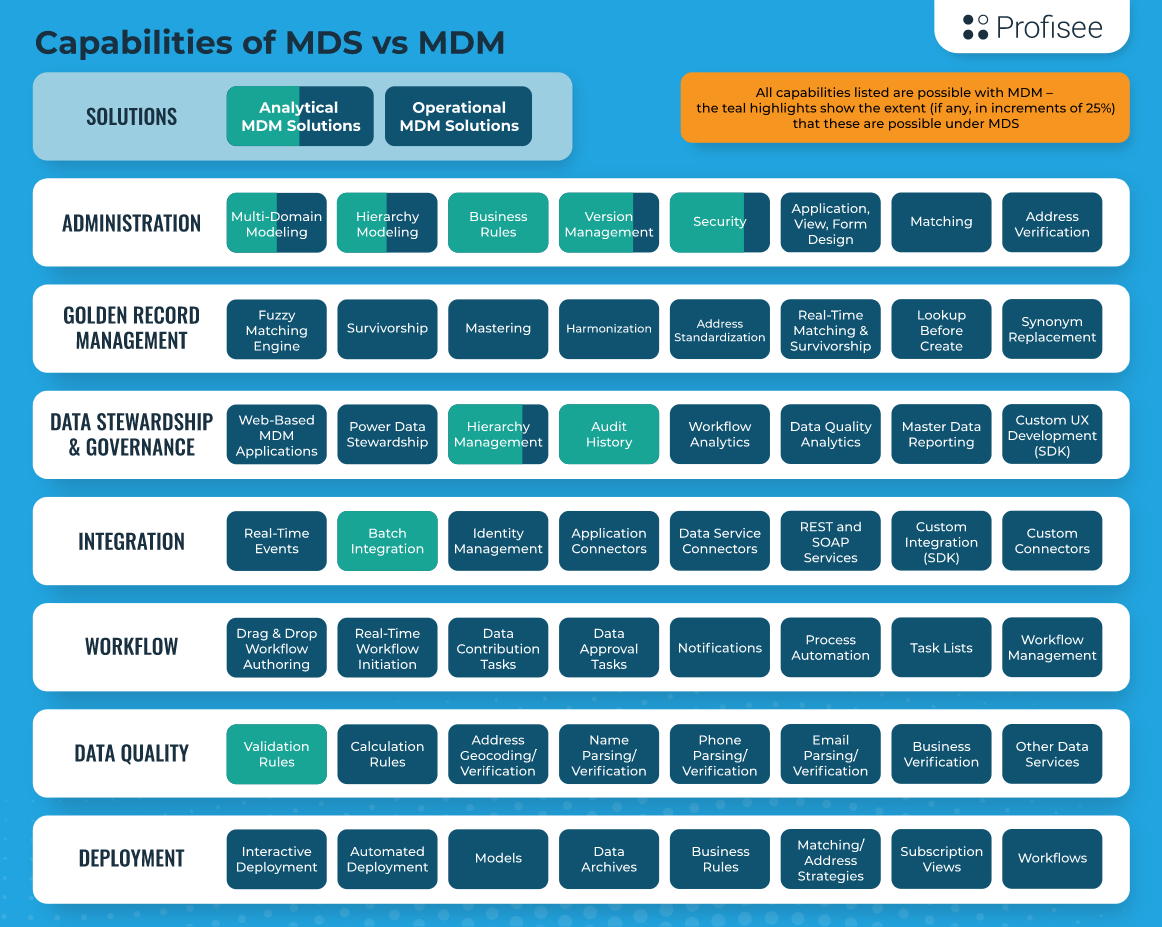 Capabilities of MDS vs MDM
Profisee
SOLUTIONS
Analytical
MDM Solutions
Operational
MDM Solutions
All capabilities listed are possible with MDM –
the teal highlights show the extent (if any, in increments of 25%)
that these are possible under MDS
ADMINISTRATION
Multi-Domain
Modeling
Hierarchy
Modeling
Business
Rules
Version
Management
Security
Application,
View, Form
Design
Matching
Address
Verification
GOLDEN RECORD
MANAGEMENT
Fuzzy
Matching
Engine
Survivorship
Mastering
Harmonization
Address
Standardization
Real-Time
Matching &
Survivorship
Lookup
Before
Create
Synonym
Replacement
DATA STEWARDSHIP
& GOVERNANCE
Web-Based
MDM
Applications
Power Data
Stewardship
Hierarchy
Management
Audit
History
Workflow
Analytics
Data Quality
Analytics
Master Data
Reporting
Custom UX
Development
(SDK)
INTEGRATION
Real-Time
Events
Batch
Integration
Identity
Management
Application
Connectors
Data Service
Connectors
REST and
SOAP
Services
Custom
Integration
(SDK)
Custom
Connectors
WORKFLOW
Drag & Drop
Workflow
Authoring
Real-Time
Workflow
Initiation
Data
Contribution
Tasks
Data
Approval
Tasks
Notifications
Process
Automation
Task Lists
Workflow
Management
DATA QUALITY
Validation
Rules
Calculation
Rules
Address
Geocoding/
Verification
Name
Parsing/
Verification
Phone
Parsing/
Verification
Email
Parsing/
Verification
Business
Verification
Other Data
Services
DEPLOYMENT
Interactive
Deployment
Automated
Deployment
Models
Data
Archives
Business
Rules
Matching/
Address
Strategies
Subscription
Views
Workflows